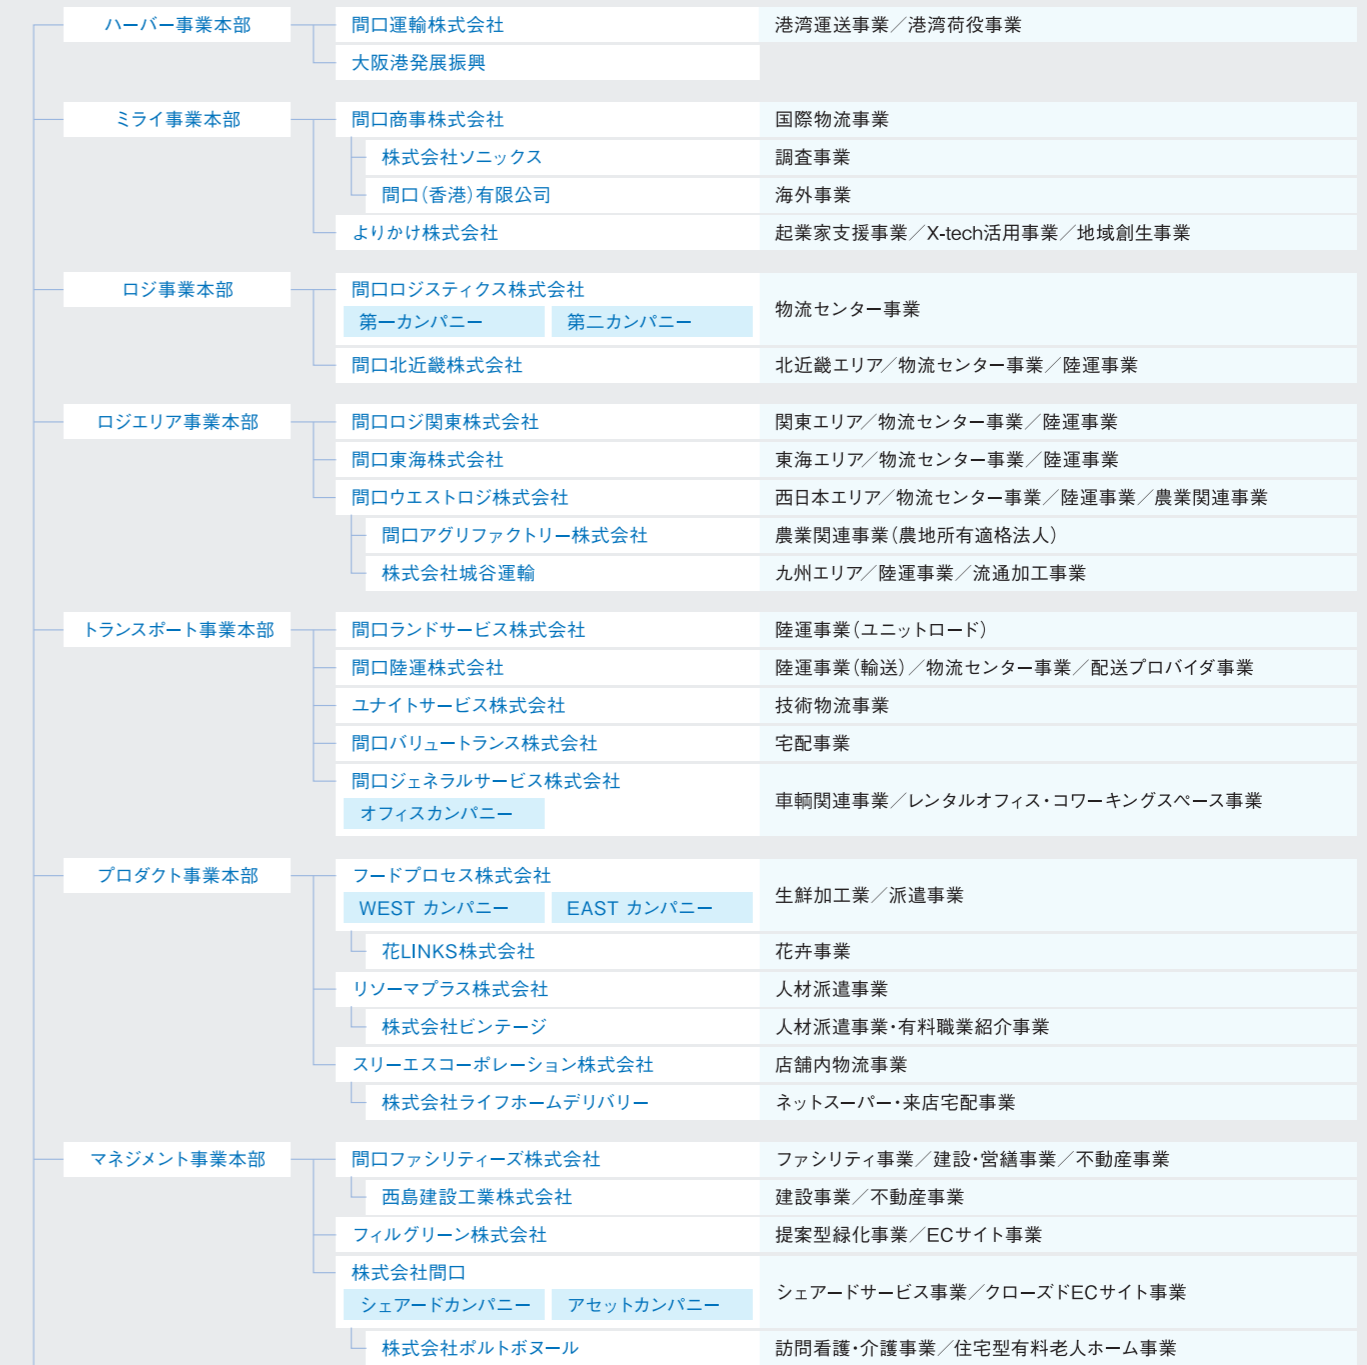 ハーバー事業本部 間口運輸株式会社 港湾運送事業／港湾荷役事業
大阪港発展振興
ミライ事業本部 間口商事株式会社 国際物流事業
株式会社ソニックス 調査事業
間口（香港）有限公司 海外事業
よりかけ株式会社 起業家支援事業／X-tech活用事業／地域創生事業
ロジ事業本部 間口ロジスティクス株式会社
物流センター事業
第一カンパニー 第二カンパニー
間口北近畿株式会社 北近畿エリア／物流センター事業／陸運事業
ロジエリア事業本部 間口ロジ関東株式会社 関東エリア／物流センター事業／陸運事業
間口東海株式会社 東海エリア／物流センター事業／陸運事業
間口ウエストロジ株式会社 西日本エリア／物流センター事業／陸運事業／農業関連事業
間口アグリファクトリー株式会社 農業関連事業（農地所有適格法人）
株式会社城谷運輸 九州エリア／陸運事業／流通加工事業
トランスポート事業本部 間口ランドサービス株式会社 陸運事業（ユニットロード）
間口陸運株式会社 陸運事業（輸送）／物流センター事業／配送プロバイダ事業
ユナイトサービス株式会社 技術物流事業
間口バリュートランス株式会社 宅配事業
間口ジェネラルサービス株式会社
車輌関連事業／レンタルオフィス・コワーキングスペース事業
オフィスカンパニー
プロダクト事業本部 フードプロセス株式会社
生鮮加工業／派遣事業
WEST カンパニー EAST カンパニー
花LINKS株式会社 花卉事業
リソーマプラス株式会社 人材派遣事業
株式会社ビンテージ 人材派遣事業・有料職業紹介事業
スリーエスコーポレーション株式会社 店舗内物流事業
株式会社ライフホームデリバリー ネットスーパー・来店宅配事業
マネジメント事業本部 間口ファシリティーズ株式会社 ファシリティ事業／建設・営繕事業／不動産事業
西島建設工業株式会社 建設事業／不動産事業
フィルグリーン株式会社 提案型緑化事業／ECサイト事業
株式会社間口
シェアードサービス事業／クローズドECサイト事業
シェアードカンパニー アセットカンパニー
株式会社ポルトボヌール 訪問看護・介護事業／住宅型有料老人ホーム事業